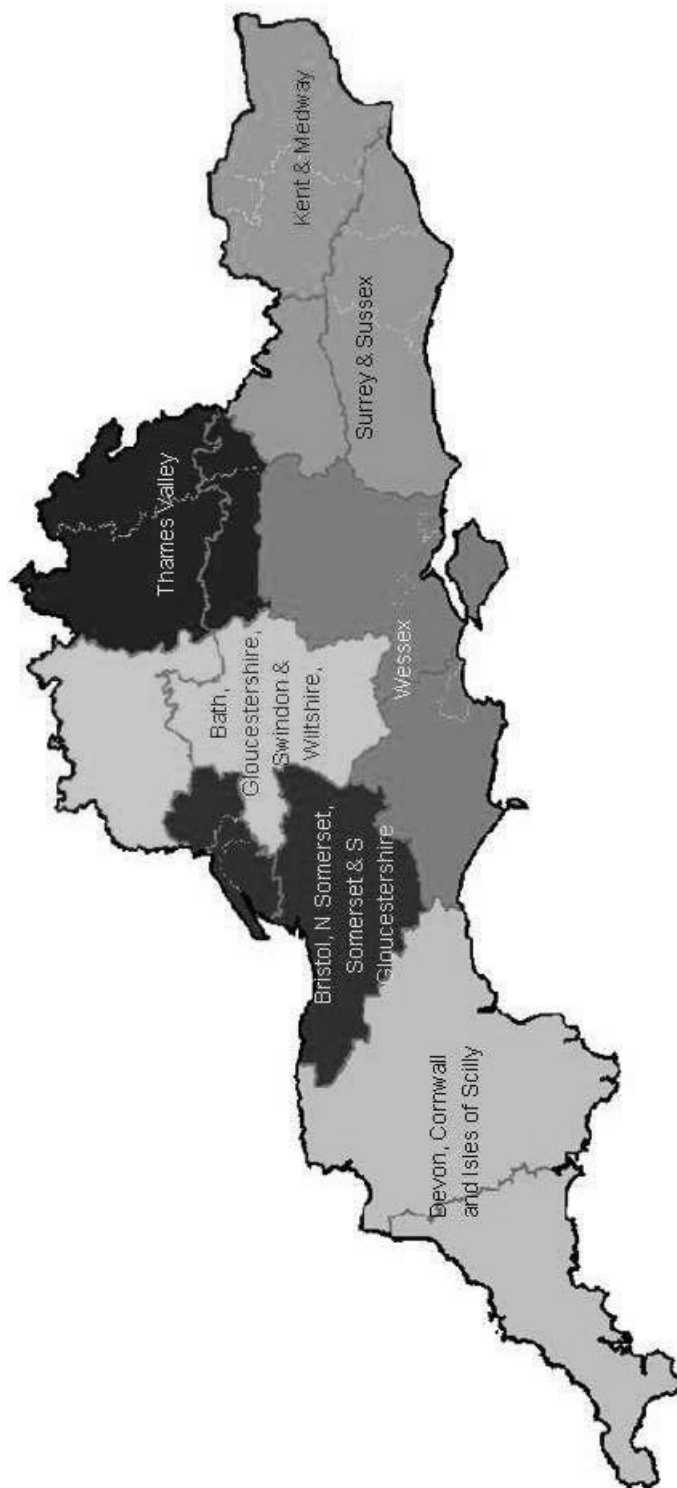 Kent & Medway
Surrey & Sussex
Thames Valley
Wessex
Bath,
Gloucestershire,
Swindon &
Wiltshire,
Bristol, N Somerset,
Somerset & S
Gloucestershire
Devon, Cornwall
and Isles of Scilly